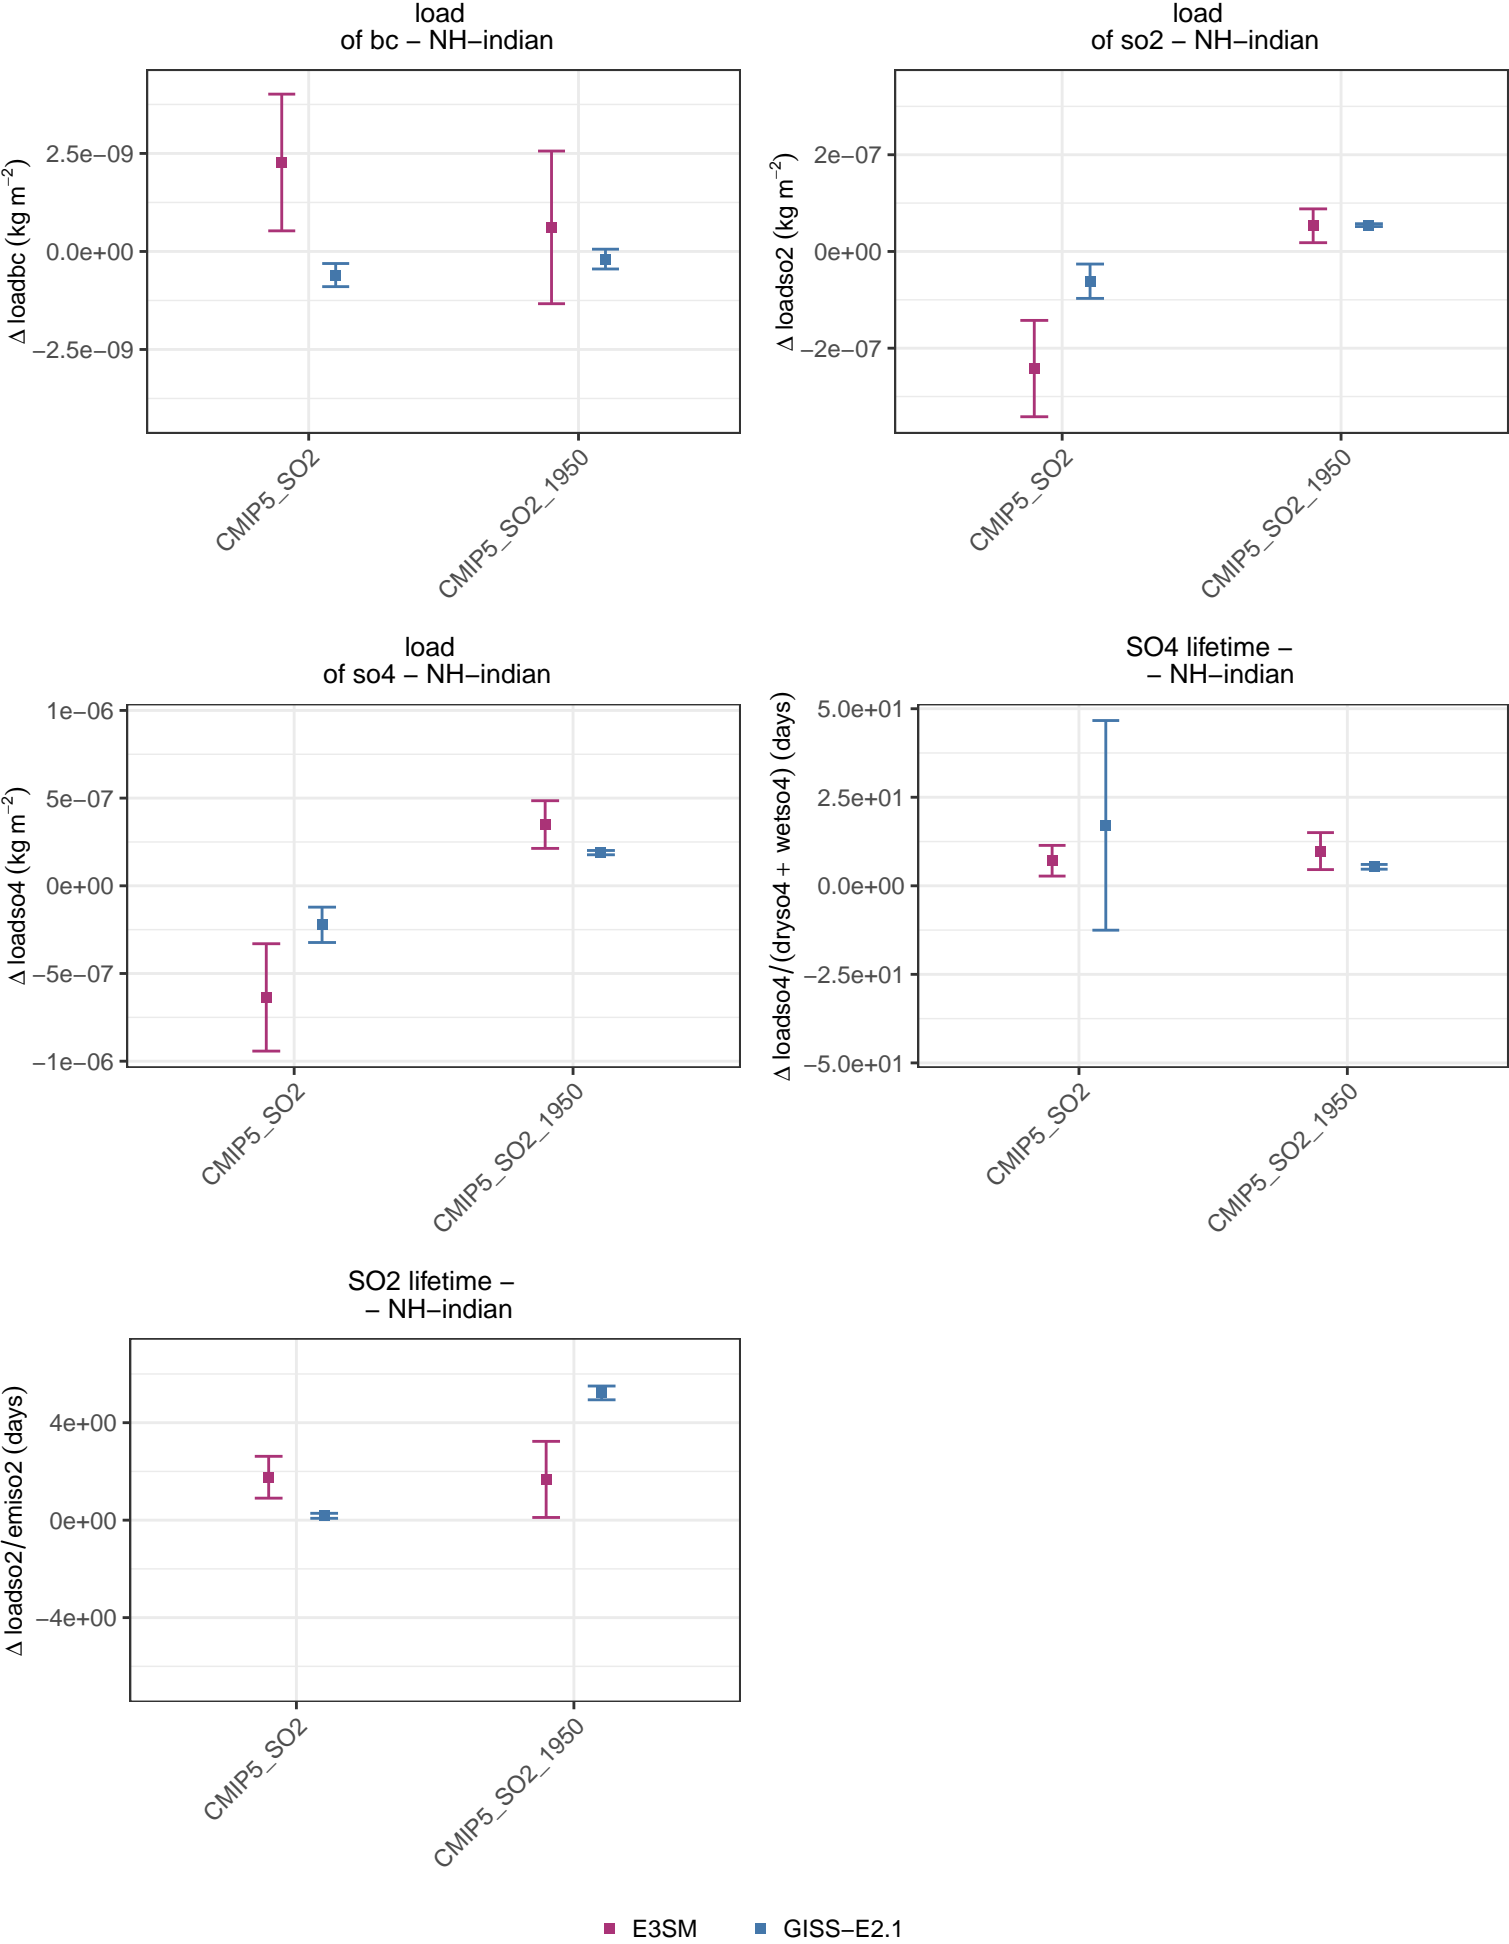 load
of bc − NH−indian
Δ loadbc (kg m−2)
2.5e−09
0.0e+00
−2.5e−09
CMIP5_SO2
CMIP5_SO2_1950
load
of so2 − NH−indian
Δ loadso2 (kg m−2)
2e−07
0e+00
−2e−07
CMIP5_SO2
CMIP5_SO2_1950
load
of so4 − NH−indian
Δ loadso4 (kg m−2)
1e−06
5e−07
0e+00
−5e−07
−1e−06
CMIP5_SO2
CMIP5_SO2_1950
SO4 lifetime −
− NH−indian
Δ loadso4/(dryso4 + wetso4) (days)
5.0e+01
2.5e+01
0.0e+00
−2.5e+01
−5.0e+01
CMIP5_SO2
CMIP5_SO2_1950
SO2 lifetime −
− NH−indian
Δ loadso2/emiso2 (days)
4e+00
0e+00
−4e+00
CMIP5_SO2
CMIP5_SO2_1950
E3SM
GISS−E2.1